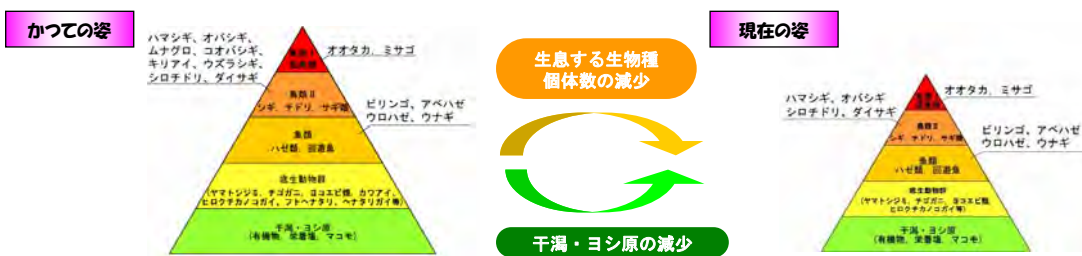 かつての姿
ハマシギ、オバシギ、
ムナグロ、コオバシギ、
キリアイ、ウズラシギ、
シロチドリ、ダイサギ
オオタカ、ミサゴ
鳥類Ⅱ
シギ、チドリ、サギ類
ビリンゴ、アベハゼ
ウロハゼ、ウナギ
魚類
ハゼ類、回遊魚
底生動物群
(ヤマトシジミ、チゴガニ、ヨコエビ類、カワアイ、
ヒロクチカノコガイ、フトヘナタリ、ヘナタリガイ等)
干潟・ヨシ原
(有機物、栄養塩、マコモ)
生息する生物種
個体数の減少
干潟・ヨシ原の減少
現在の姿
ハマシギ、オバシギ
シロチドリ、ダイサギ
オオタカ、ミサゴ
鳥類Ⅱ
シギ、チドリ、サギ類
ビリンゴ、アベハゼ
ウロハゼ、ウナギ
魚類
ハゼ類、回遊魚
底生動物群
(ヤマトシジミ、チゴガニ、ヨコエビ類、
ヒロクチカノコガイ等)
干潟・ヨシ原
(有機物、栄養塩、マコモ)